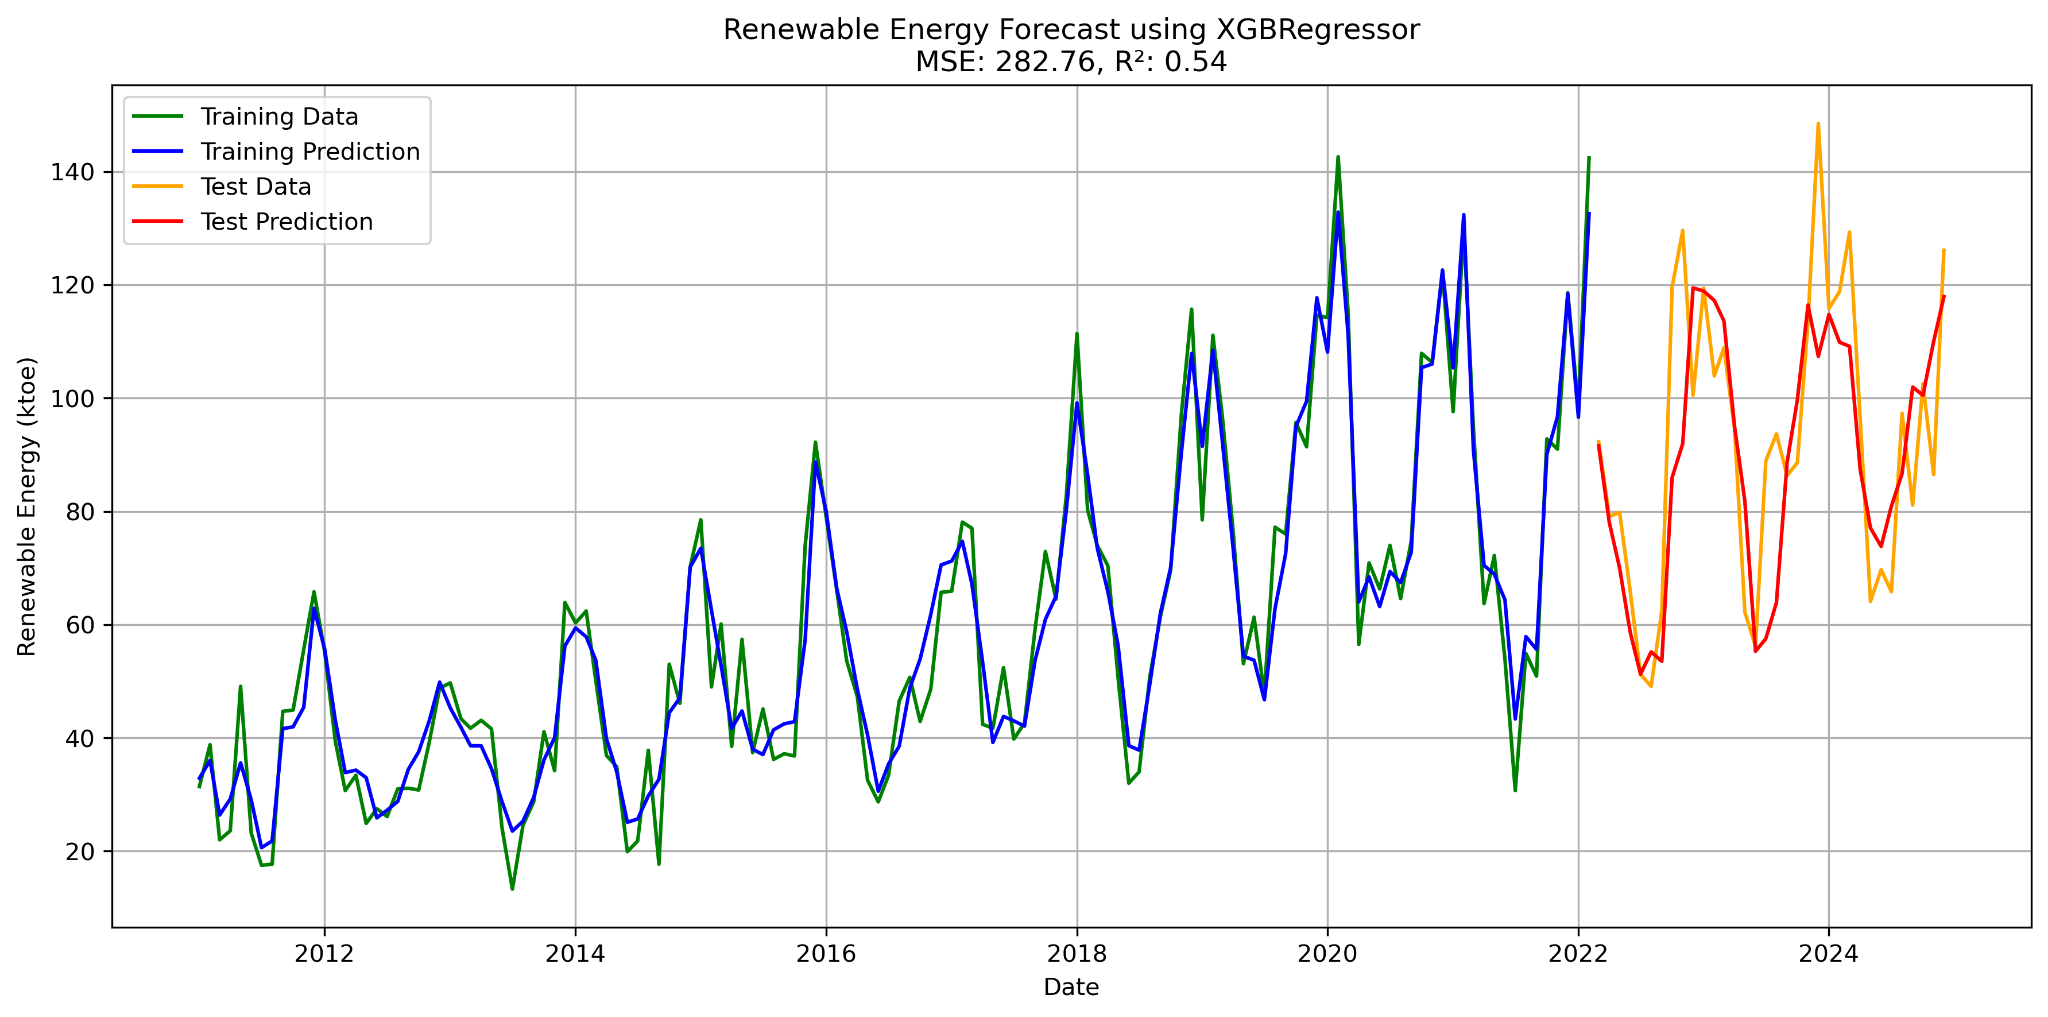 Renewable Energy Forecast using XGBRegressor
MSE: 282.76, R²: 0.54
Training Data
Training Prediction
Test Data
Test Prediction
Renewable Energy (ktoe)
140
120
100
80
60
40
20
2012 2014 2016 2018 2020 2022 2024
Date